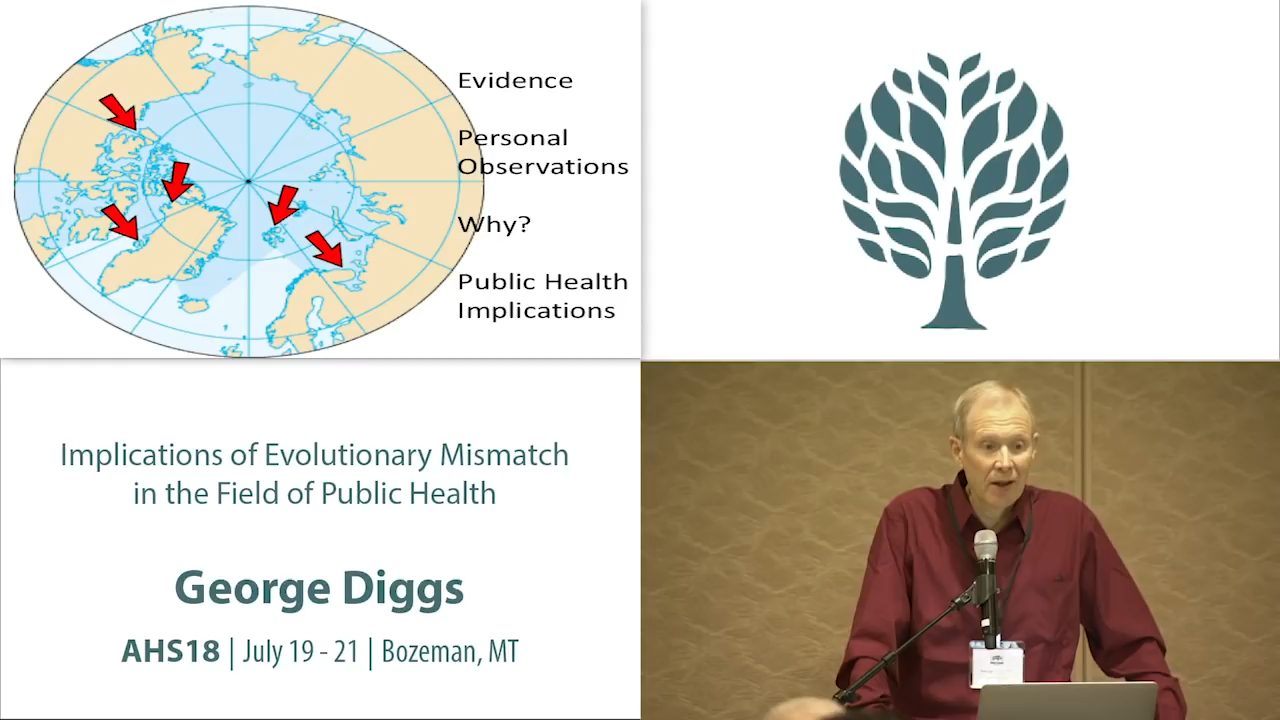 Evidence
Personal
Observations
Why?
Public Health
Implications
Implications of Evolutionary Mismatch
in the Field of Public Health
George Diggs
AHS18 | July 19 - 21 | Bozeman, MT